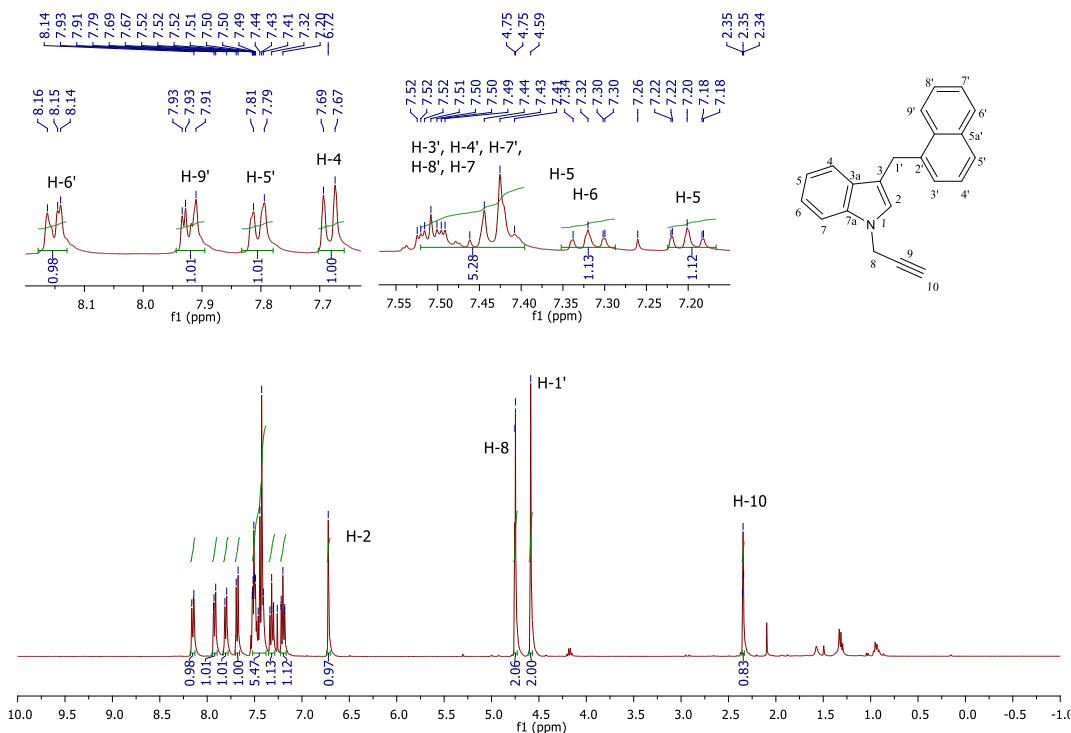 8.14 7.93 7.91 7.79 7.69 7.67 7.52 7.52 7.52 7.51 7.50 7.50 7.49 7.44 7.43 7.41 7.32 7.20 6.72
4.75 4.75 4.59
2.35 2.35 2.34
8.16 8.15 8.14
7.93 7.93 7.91
7.81 7.79
7.69 7.67
7.52 7.52 7.52 7.51 7.50 7.50 7.49 7.44 7.43 7.41 7.34 7.32 7.30 7.30 7.26 7.22 7.22 7.20 7.18 7.18
H-6'
H-9'
H-5'
H-4
H-3', H-4', H-7',
H-8', H-7
H-5
H-6
H-5
0.98 1.01 1.01 1.00
5.28 1.13 1.12
8.1 8.0 7.9 7.8 7.7
f1 (ppm)
7.55 7.50 7.45 7.40 7.35 7.30 7.25 7.20
f1 (ppm)
8' 7'
9' 6'
5a'
4 3 1' 2' 5'
5 3a 3' 4'
6 2
7 7a 1
8 9
10
H-2
H-8
H-1'
H-10
0.98 1.01 1.01 1.00 5.47 1.13 1.12 0.97 2.06 2.00 0.83
10.0 9.5 9.0 8.5 8.0 7.5 7.0 6.5 6.0 5.5 5.0 4.5 4.0 3.5 3.0 2.5 2.0 1.5 1.0 0.5 0.0 -0.5 -1.0
f1 (ppm)
N